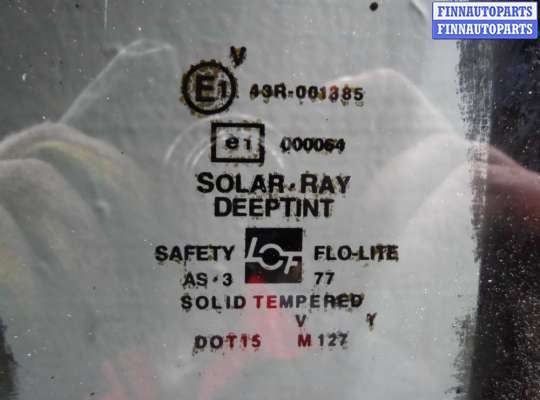 FINNAUTOPARTS
FINNAUTOPARTS
V
E1 43R-001385
e1 000064
SOLAR-RAY
DEEPTINT
SAFETY LOF FLO-LITE
AS-3 77
SOLID TEMPERED
V Y
DOT15 M127